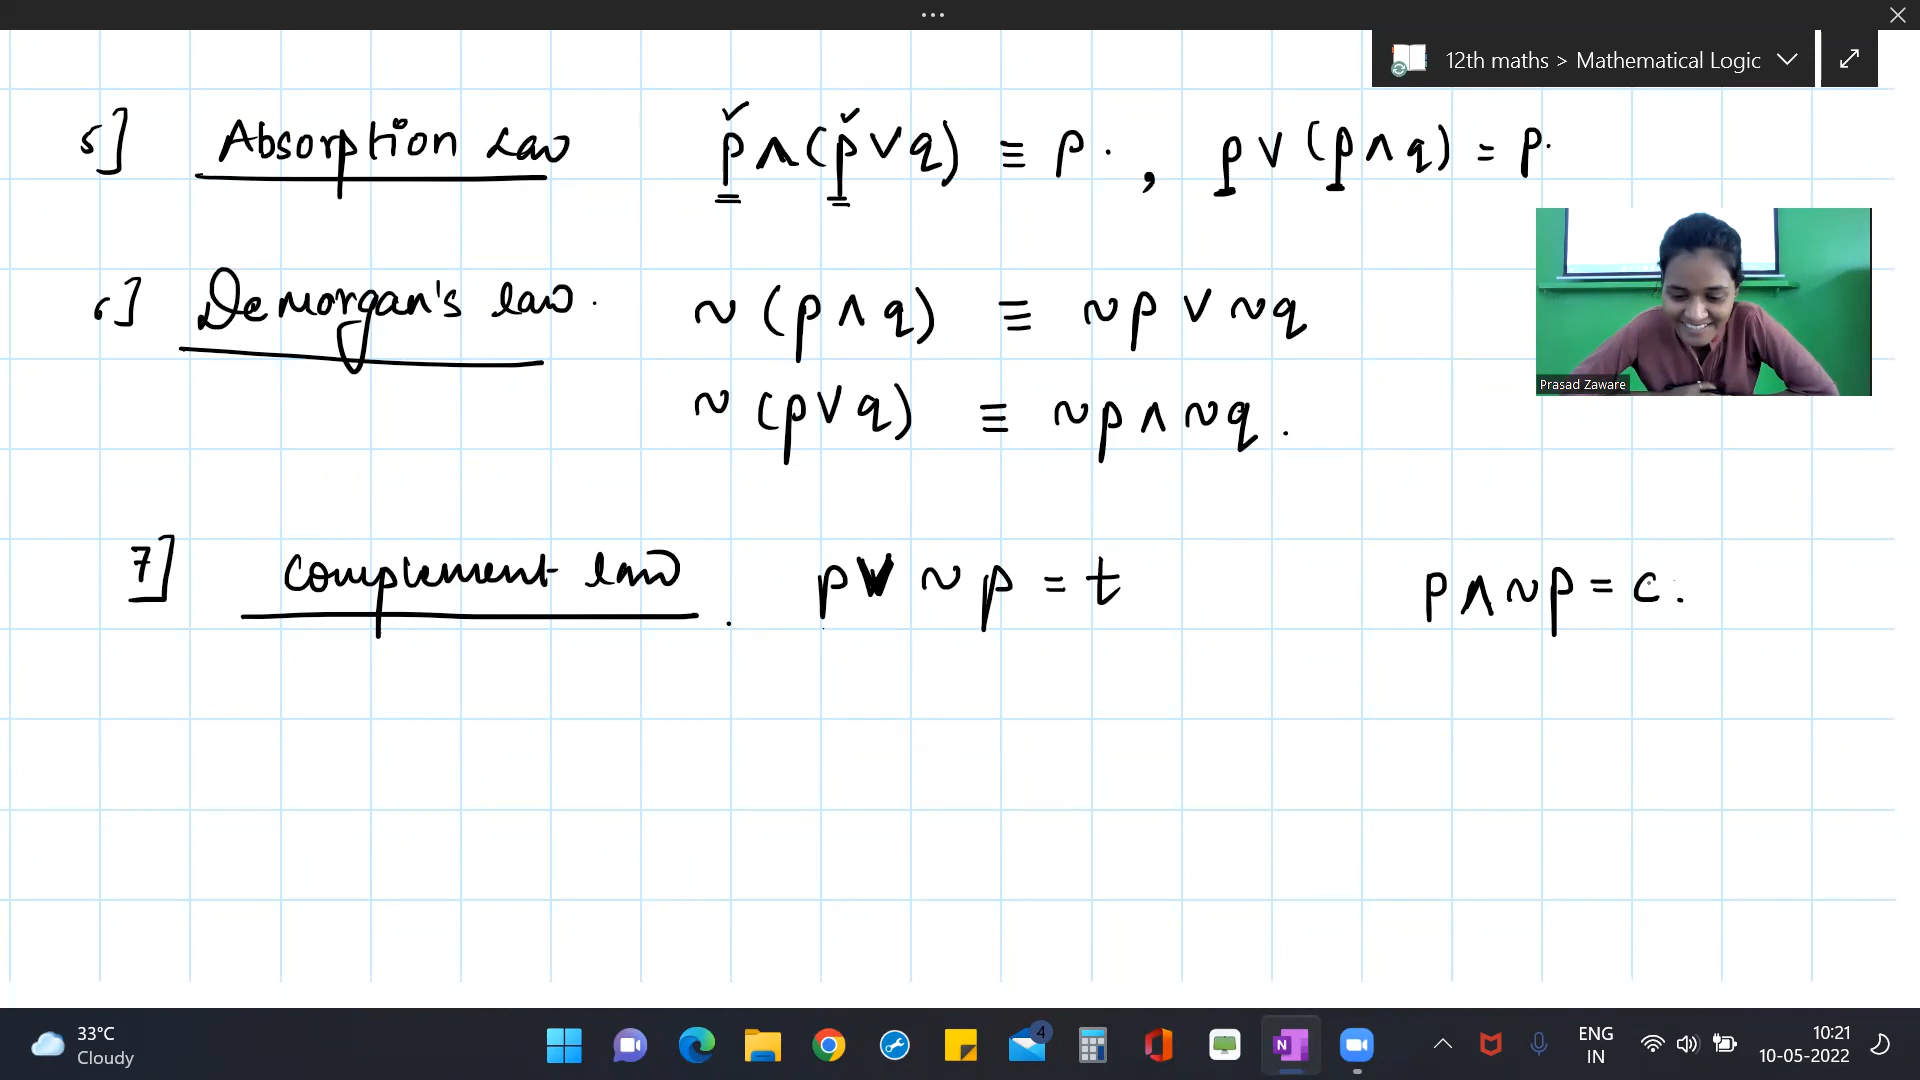 12th maths > Mathematical Logic
5] Absorption Law p∧(p∨q) ≡ p. , p∨(p∧q) = p.
Prasad Zaware
6] De morgan's law. ~(p∧q) ≡ ~p ∨ ~q
~(p∨q) ≡ ~p ∧ ~q.
7] complement law. p∨~p = t p∧~p = c.
33°C
Cloudy
4
ENG
IN
10:21
10-05-2022